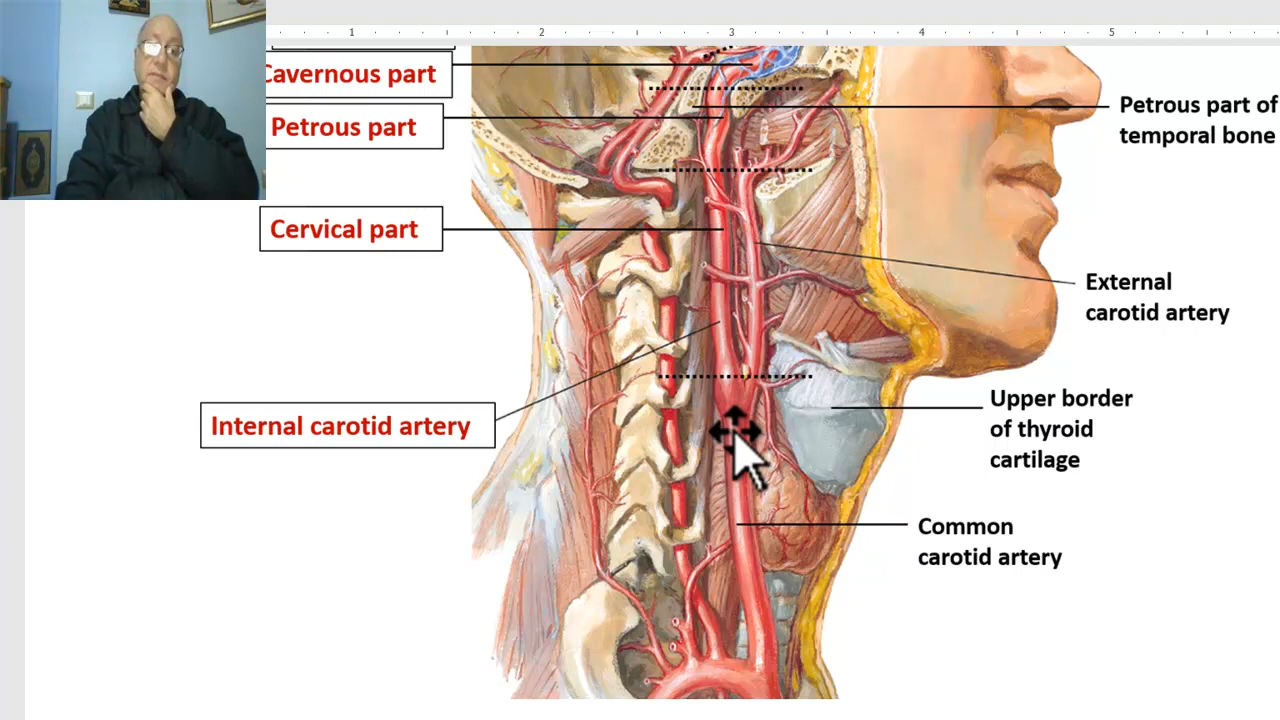 1 2 3 4 5
Cavernous part
Petrous part
Petrous part of
temporal bone
Cervical part
External
carotid artery
Internal carotid artery
Upper border
of thyroid
cartilage
Common
carotid artery